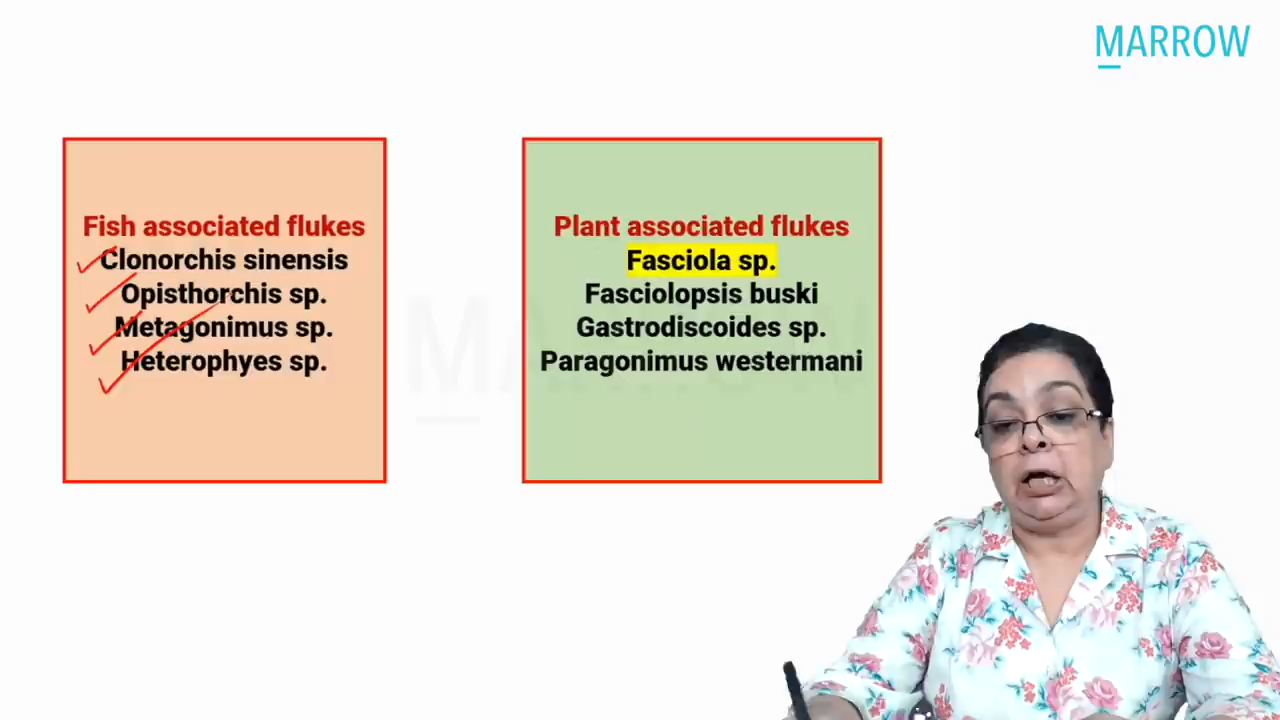 MARROW
Fish associated flukes
Clonorchis sinensis
Opisthorchis sp.
Metagonimus sp.
Heterophyes sp.
Plant associated flukes
Fasciola sp.
Fasciolopsis buski
Gastrodiscoides sp.
Paragonimus westermani
MARROW